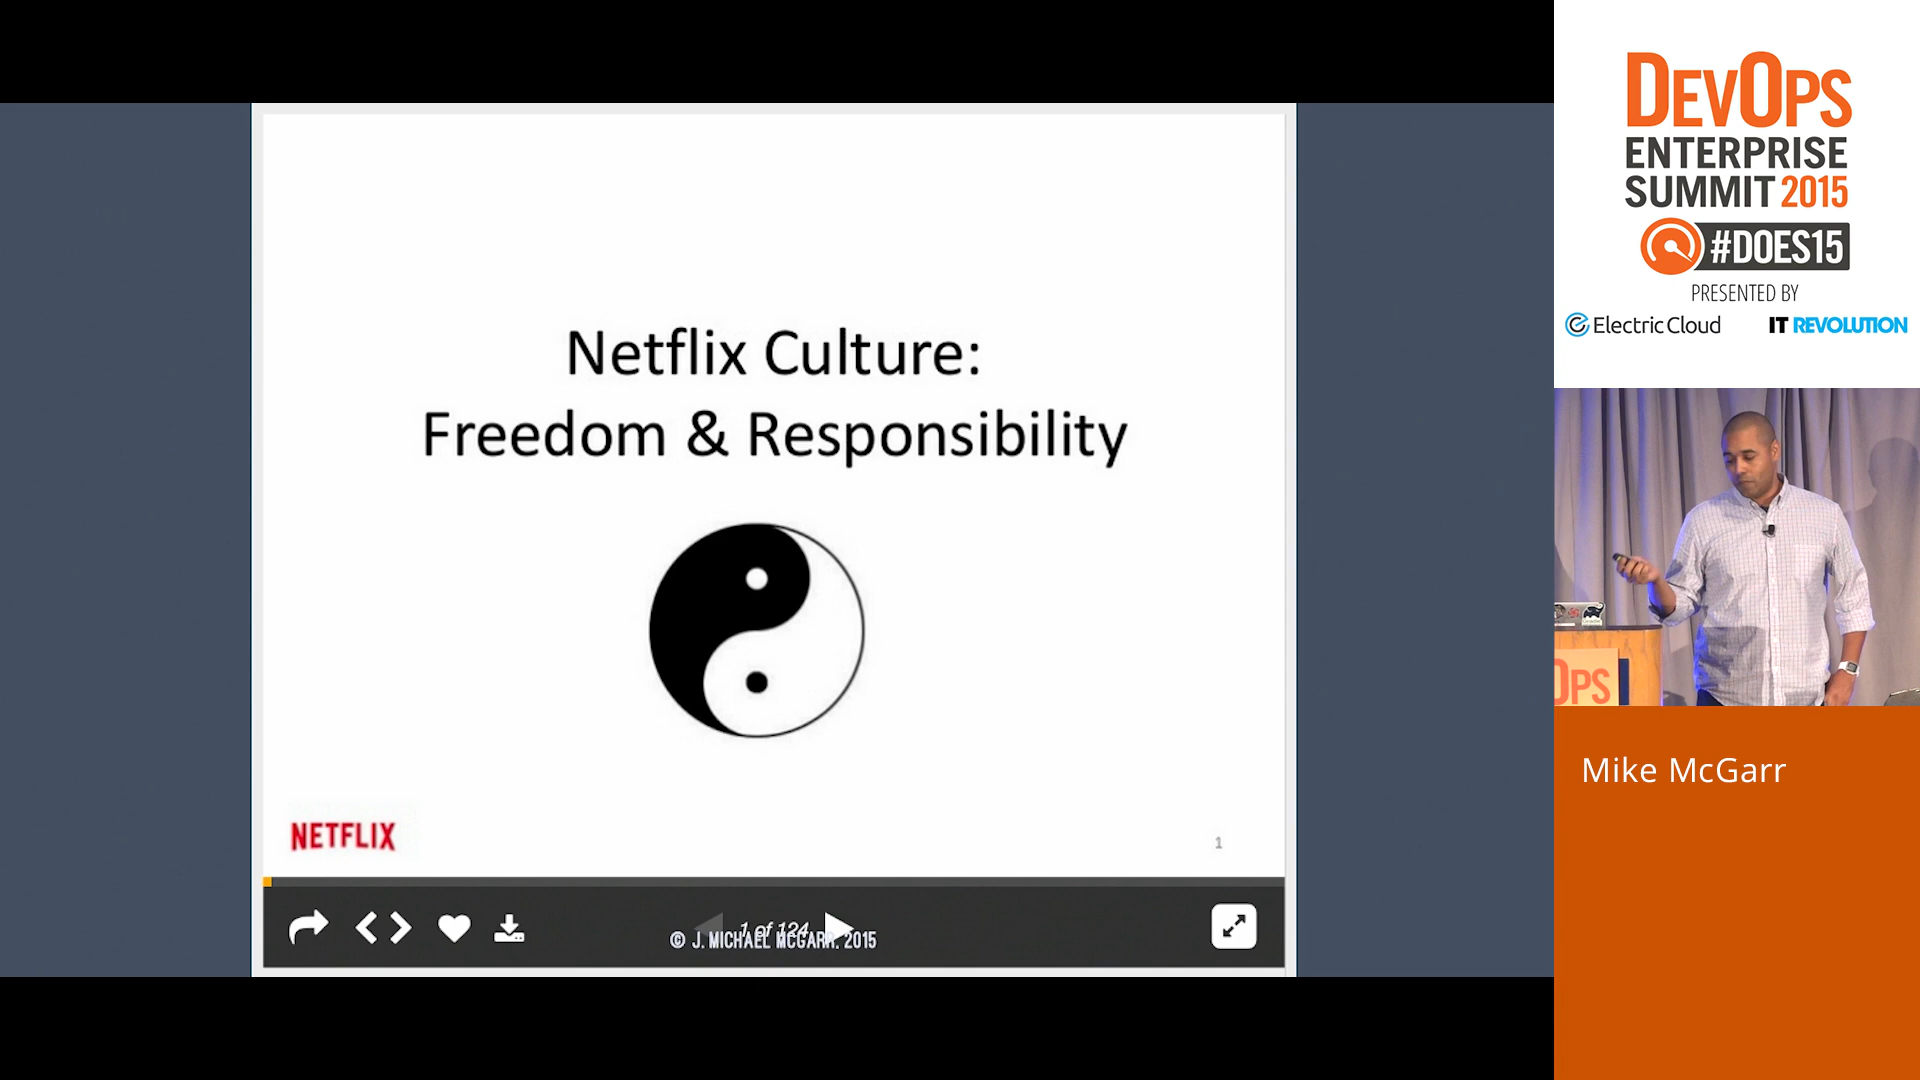 Netflix Culture:
Freedom & Responsibility
NETFLIX
1
1 of 124
© J. MICHAEL MCGARR, 2015
DEVOPS
ENTERPRISE
SUMMIT 2015
#DOES15
PRESENTED BY
Electric Cloud
IT REVOLUTION
OPS
Mike McGarr